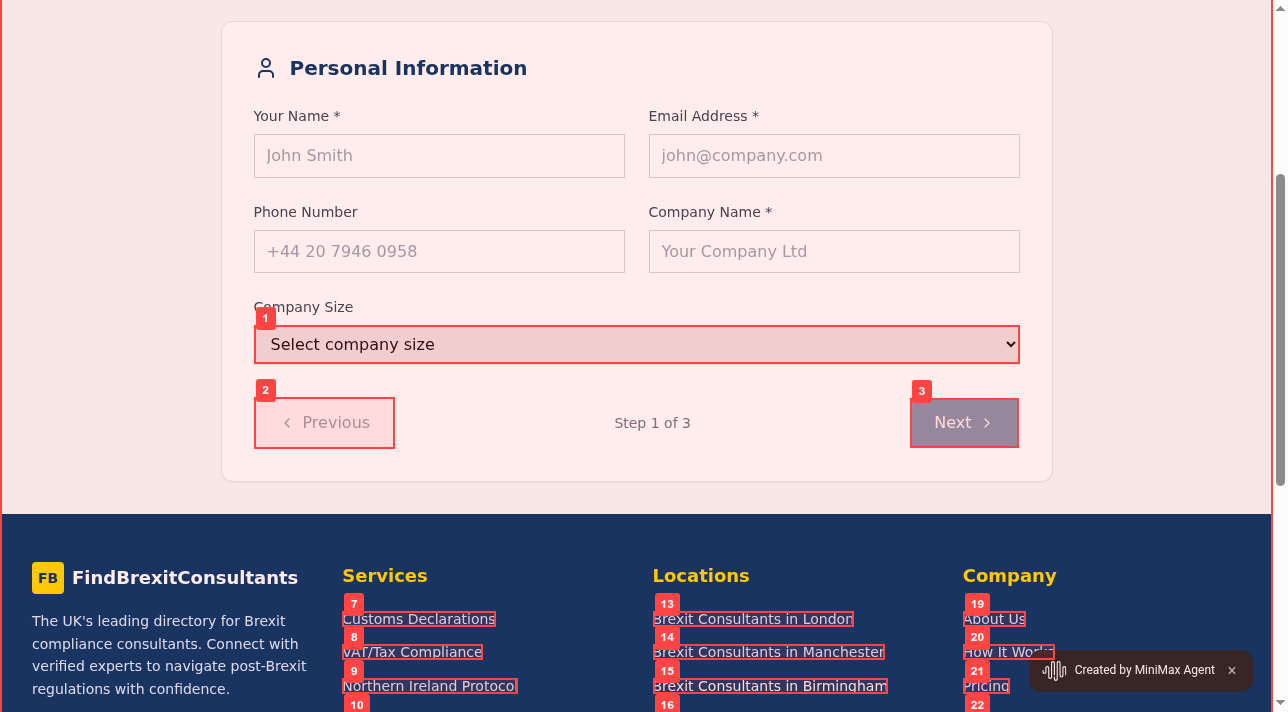 Personal Information
Your Name *
Email Address *
John Smith
john@company.com
Phone Number
Company Name *
+44 20 7946 0958
Your Company Ltd
Company Size
1
Select company size
2
Previous
Step 1 of 3
3
Next
FB
FindBrexitConsultants
The UK's leading directory for Brexit
compliance consultants. Connect with
verified experts to navigate post-Brexit
regulations with confidence.
Services
7
Customs Declarations
8
VAT/Tax Compliance
9
Northern Ireland Protocol
10
Locations
13
Brexit Consultants in London
14
Brexit Consultants in Manchester
15
Brexit Consultants in Birmingham
16
Company
19
About Us
20
How It Works
21
Pricing
22
Created by MiniMax Agent